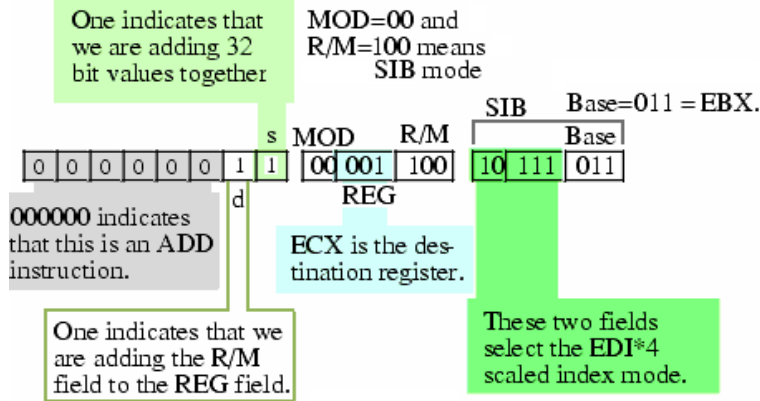 One indicates that
we are adding 32
bit values together
MOD=00 and
R/M=100 means
SIB mode
SIB
Base=011 = EBX.
s
MOD
R/M
Base
0 0 0 0 0 0 1 1
00 001 100
10 111 011
d
REG
000000 indicates
that this is an ADD
instruction.
ECX is the des-
tination register.
One indicates that we
are adding the R/M
field to the REG field.
These two fields
select the EDI*4
scaled index mode.